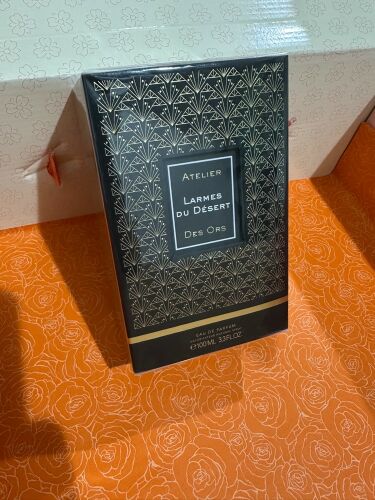 ATELIER
LARMES
DU DÉSERT
DES ORS
EAU DE PARFUM
℮100ML 3.3FL.OZ